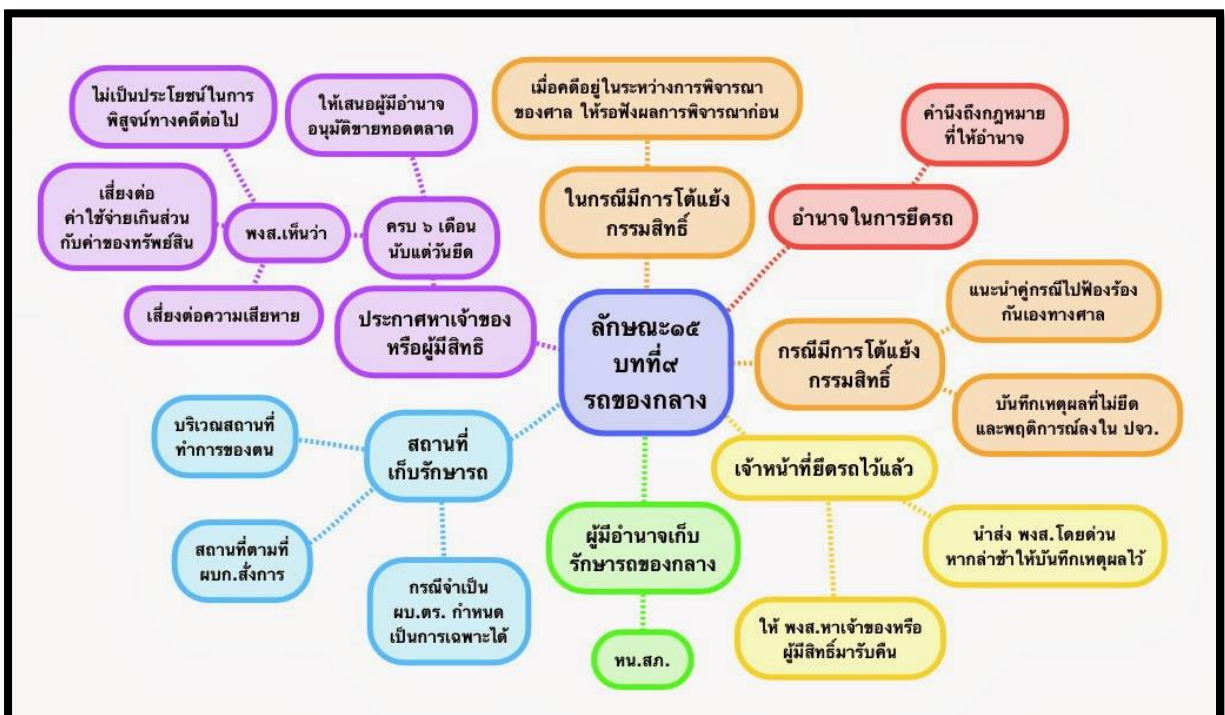 ลักษณะ๑๕
บทที่๙
รถของกลาง
อำนาจในการยึดรถ
คำนึงถึงกฎหมาย
ที่ให้อำนาจ
กรณีมีการโต้แย้ง
กรรมสิทธิ์
แนะนำคู่กรณีไปฟ้องร้อง
กันเองทางศาล
บันทึกเหตุผลที่ไม่ยึด
และพฤติการณ์ลงใน ปจว.
เจ้าหน้าที่ยึดรถไว้แล้ว
นำส่ง พงส.โดยด่วน
หากล่าช้าให้บันทึกเหตุผลไว้
ให้ พงส.หาเจ้าของหรือ
ผู้มีสิทธิ์มารับคืน
ผู้มีอำนาจเก็บ
รักษารถของกลาง
หน.สภ.
สถานที่
เก็บรักษารถ
บริเวณสถานที่
ทำการของตน
สถานที่ตามที่
ผบก.สั่งการ
กรณีจำเป็น
ผบ.ตร. กำหนด
เป็นการเฉพาะได้
ประกาศหาเจ้าของ
หรือผู้มีสิทธิ
ครบ ๖ เดือน
นับแต่วันยึด
ให้เสนอผู้มีอำนาจ
อนุมัติขายทอดตลาด
พงส.เห็นว่า
ไม่เป็นประโยชน์ในการ
พิสูจน์ทางคดีต่อไป
เสี่ยงต่อ
ค่าใช้จ่ายเกินส่วน
กับค่าของทรัพย์สิน
เสี่ยงต่อความเสียหาย
ในกรณีมีการโต้แย้ง
กรรมสิทธิ์
เมื่อคดีอยู่ในระหว่างการพิจารณา
ของศาล ให้รอฟังผลการพิจารณาก่อน